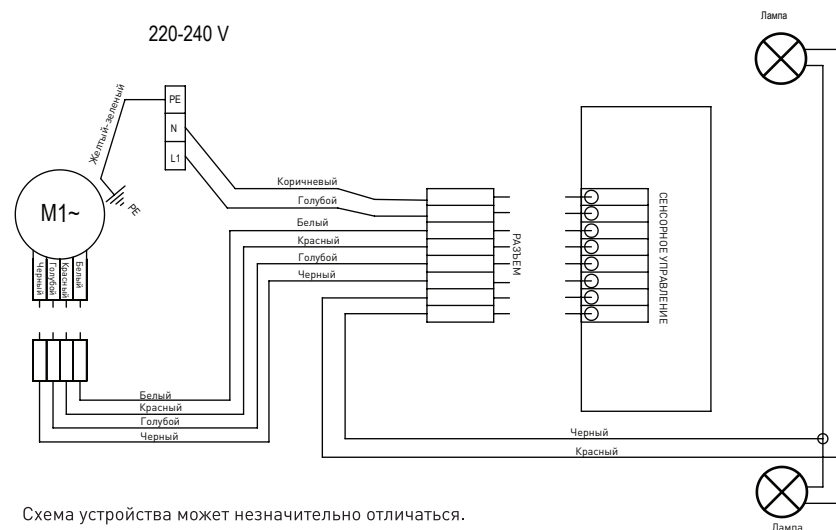 220-240 V
Лампа
Желтый-зеленый
PE
N
L1
PE
M1~
Коричневый
Голубой
Белый
Красный
Голубой
Черный
Черный
Голубой
Красный
Белый
РАЗЪЕМ
СЕНСОРНОЕ УПРАВЛЕНИЕ
Белый
Красный
Голубой
Черный
Черный
Красный
Схема устройства может незначительно отличаться.
Лампа